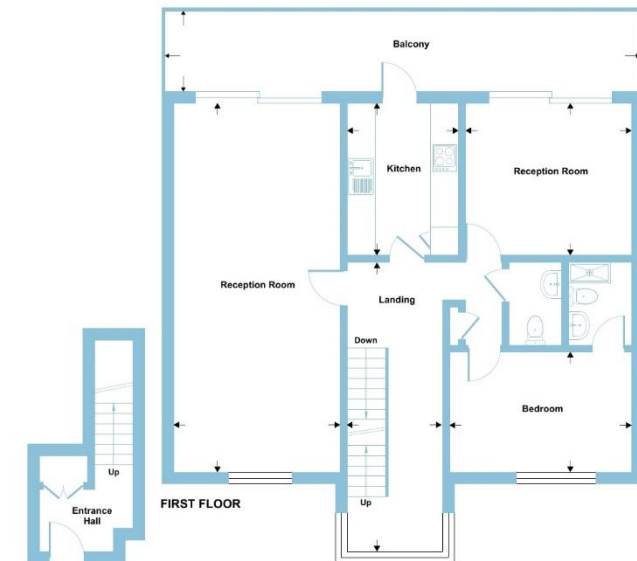 Balcony
Kitchen
Reception Room
Reception Room
Landing
Down
Bedroom
Up
Up
Entrance
Hall
FIRST FLOOR